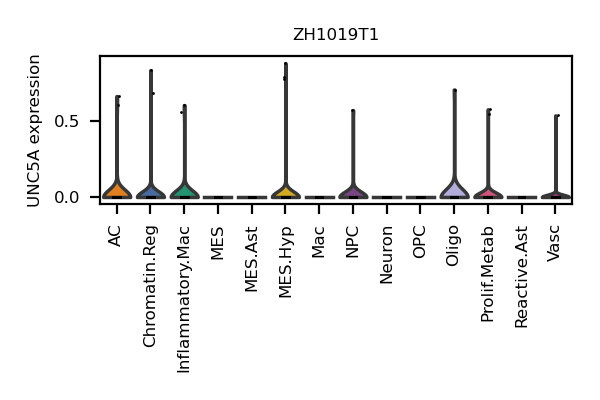 ZH1019T1
UNC5A expression
0.5
0.0
AC
Chromatin.Reg
Inflammatory.Mac
MES
MES.Ast
MES.Hyp
Mac
NPC
Neuron
OPC
Oligo
Prolif.Metab
Reactive.Ast
Vasc